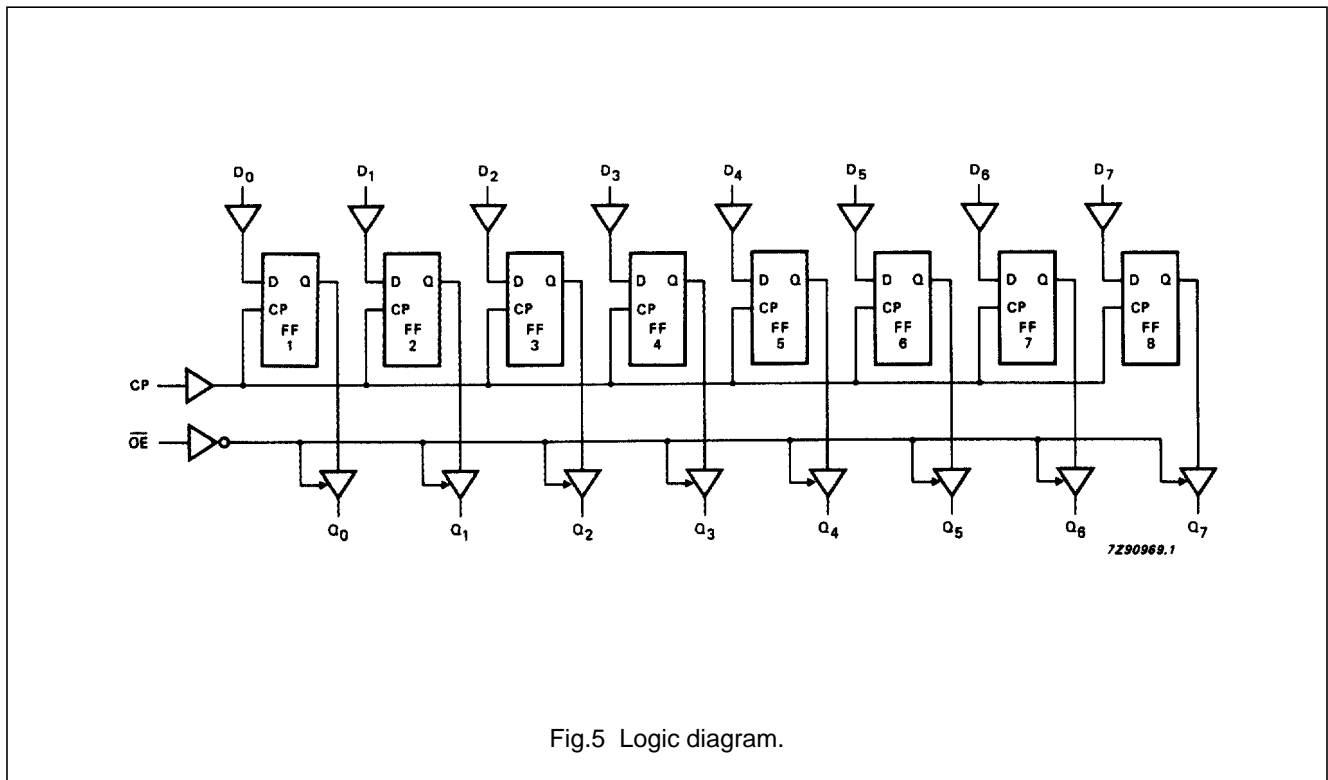 D0 D1 D2 D3 D4 D5 D6 D7
D Q D Q D Q D Q D Q D Q D Q D Q
CP CP CP CP CP CP CP CP
FF FF FF FF FF FF FF FF
1 2 3 4 5 6 7 8
CP
O̅E̅
Q0 Q1 Q2 Q3 Q4 Q5 Q6 Q7
7Z90969.1
Fig.5 Logic diagram.